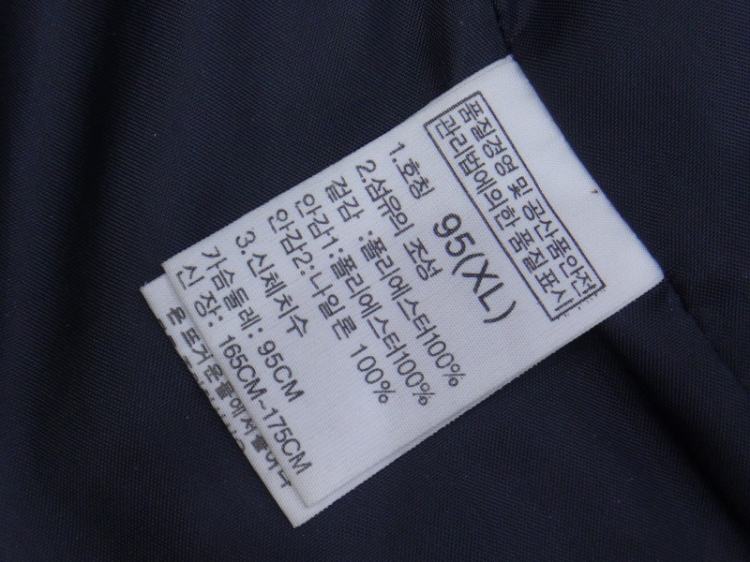 품질경영 및 공산품안전
관리법에의한 품질표시
1.호칭 95(XL)
2.섬유의 조성
겉감 :폴리에스터100%
안감1:폴리에스터100%
안감2:나일론 100%
3.신체치수
가슴둘레: 95CM
신 장: 165CM~175CM